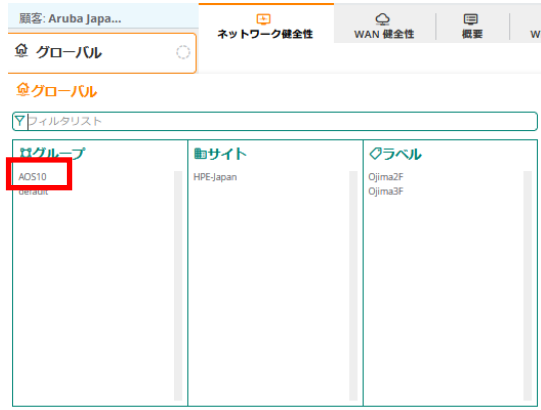 顧客: Aruba Japa...
グローバル
ネットワーク健全性
WAN 健全性
概要
W
グローバル
フィルタリスト
グループ
サイト
ラベル
AOS10
HPE-Japan
Ojima2F
default
Ojima3F